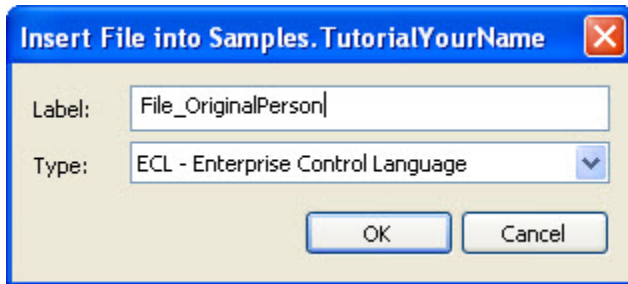 Insert File into Samples.TutorialYourName
Label: File_OriginalPerson
Type: ECL - Enterprise Control Language
OK Cancel